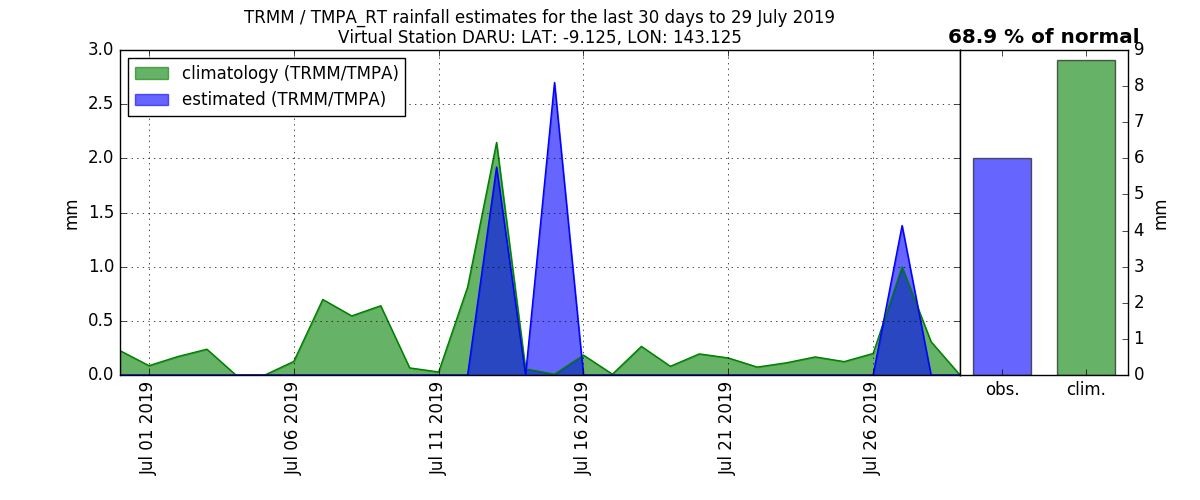 TRMM / TMPA_RT rainfall estimates for the last 30 days to 29 July 2019
Virtual Station DARU: LAT: -9.125, LON: 143.125
68.9 % of normal
climatology (TRMM/TMPA)
estimated (TRMM/TMPA)
mm
3.0
2.5
2.0
1.5
1.0
0.5
0.0
Jul 01 2019
Jul 06 2019
Jul 11 2019
Jul 16 2019
Jul 21 2019
Jul 26 2019
obs.
clim.
9
8
7
6
5
4
3
2
1
0
mm